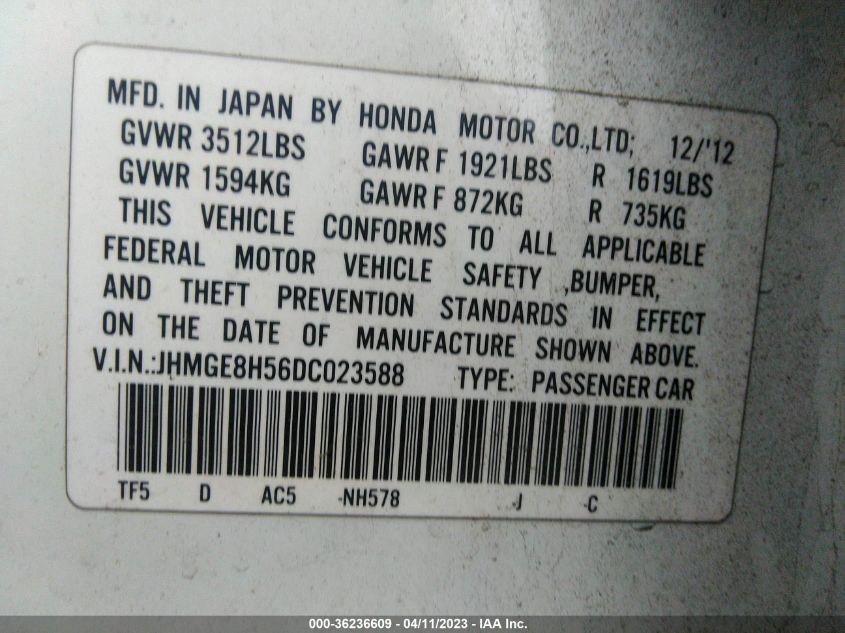 MFD. IN JAPAN BY HONDA MOTOR CO.,LTD; 12/'12
GVWR 3512LBS GAWR F 1921LBS R 1619LBS
GVWR 1594KG GAWR F 872KG R 735KG
THIS VEHICLE CONFORMS TO ALL APPLICABLE
FEDERAL MOTOR VEHICLE SAFETY ,BUMPER,
AND THEFT PREVENTION STANDARDS IN EFFECT
ON THE DATE OF MANUFACTURE SHOWN ABOVE.
V.I.N.:JHMGE8H56DC023588 TYPE: PASSENGER CAR
TF5 D AC5 -NH578 -J -C
000-36236609 - 04/11/2023 - IAA Inc.